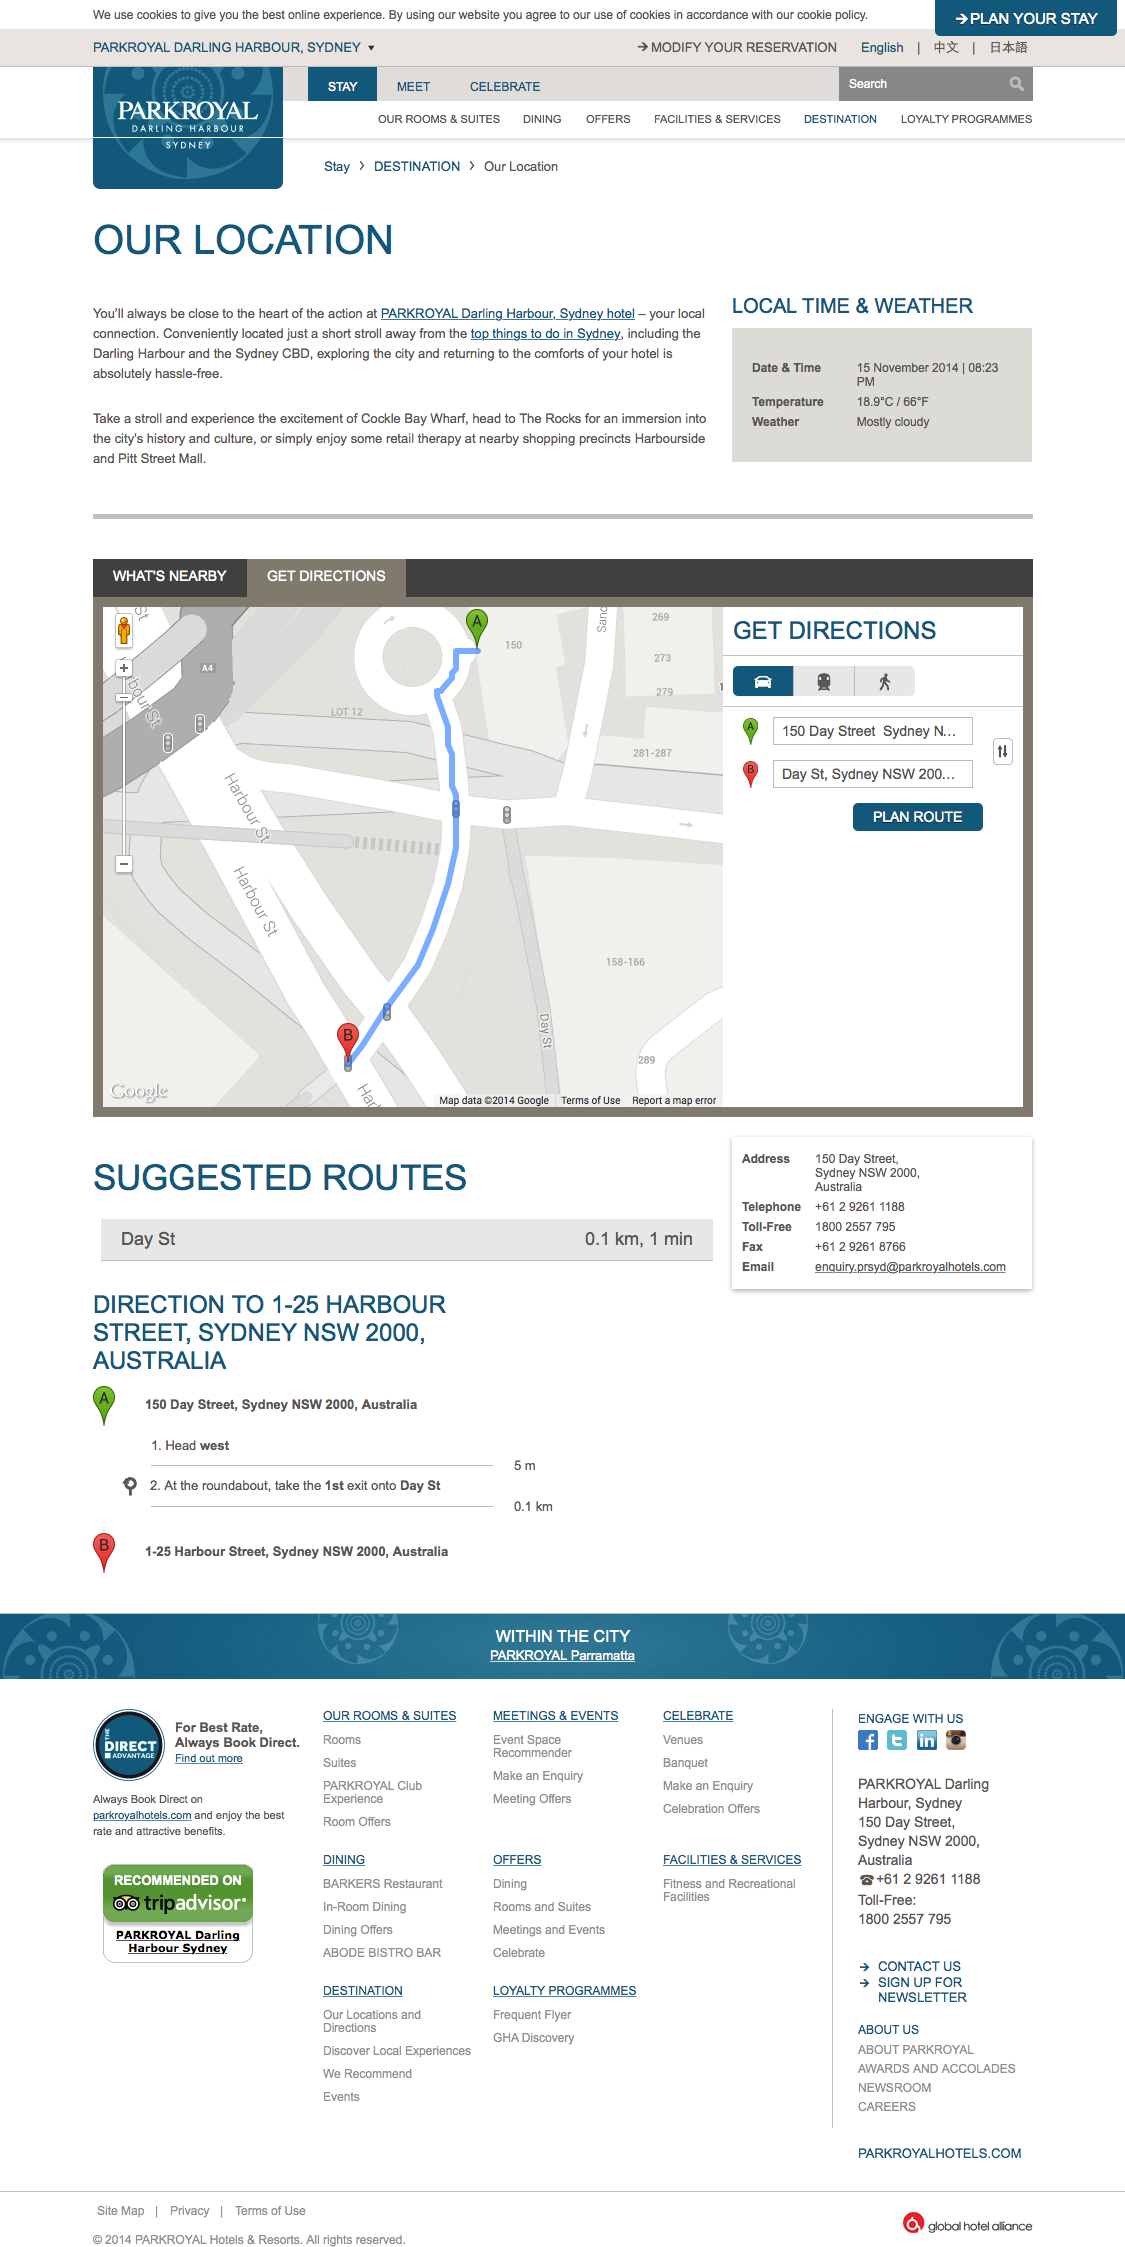 We use cookies to give you the best online experience. By using our website you agree to our use of cookies in accordance with our cookie policy.
PLAN YOUR STAY
PARKROYAL DARLING HARBOUR, SYDNEY
MODIFY YOUR RESERVATION
English | 中文 | 日本語
PARKROYAL
DARLING HARBOUR
SYDNEY
STAY MEET CELEBRATE
Search
OUR ROOMS & SUITES DINING OFFERS FACILITIES & SERVICES DESTINATION LOYALTY PROGRAMMES
Stay > DESTINATION > Our Location
OUR LOCATION
You'll always be close to the heart of the action at PARKROYAL Darling Harbour, Sydney hotel – your local
connection. Conveniently located just a short stroll away from the top things to do in Sydney, including the
Darling Harbour and the Sydney CBD, exploring the city and returning to the comforts of your hotel is
absolutely hassle-free.
Take a stroll and experience the excitement of Cockle Bay Wharf, head to The Rocks for an immersion into
the city's history and culture, or simply enjoy some retail therapy at nearby shopping precincts Harbourside
and Pitt Street Mall.
LOCAL TIME & WEATHER
Date & Time 15 November 2014 | 08:23
PM
Temperature 18.9°C / 66°F
Weather Mostly cloudy
WHAT'S NEARBY GET DIRECTIONS
St
bour St
A4
A
150
LOT 12
Sand
269
273
279
281-287
Harbour St
Harbour St
158-166
Day St
289
B
Har
Google
Map data ©2014 Google Terms of Use Report a map error
GET DIRECTIONS
A 150 Day Street Sydney N...
B Day St, Sydney NSW 200...
PLAN ROUTE
SUGGESTED ROUTES
Day St 0.1 km, 1 min
Address 150 Day Street,
Sydney NSW 2000,
Australia
Telephone +61 2 9261 1188
Toll-Free 1800 2557 795
Fax +61 2 9261 8766
Email enquiry.prsyd@parkroyalhotels.com
DIRECTION TO 1-25 HARBOUR
STREET, SYDNEY NSW 2000,
AUSTRALIA
A 150 Day Street, Sydney NSW 2000, Australia
1. Head west
5 m
2. At the roundabout, take the 1st exit onto Day St
0.1 km
B 1-25 Harbour Street, Sydney NSW 2000, Australia
WITHIN THE CITY
PARKROYAL Parramatta
THE
DIRECT
ADVANTAGE
For Best Rate,
Always Book Direct.
Find out more
Always Book Direct on
parkroyalhotels.com and enjoy the best
rate and attractive benefits.
RECOMMENDED ON
tripadvisor®
PARKROYAL Darling
Harbour Sydney
OUR ROOMS & SUITES
Rooms
Suites
PARKROYAL Club
Experience
Room Offers
MEETINGS & EVENTS
Event Space
Recommender
Make an Enquiry
Meeting Offers
CELEBRATE
Venues
Banquet
Make an Enquiry
Celebration Offers
DINING
BARKERS Restaurant
In-Room Dining
Dining Offers
ABODE BISTRO BAR
OFFERS
Dining
Rooms and Suites
Meetings and Events
Celebrate
FACILITIES & SERVICES
Fitness and Recreational
Facilities
DESTINATION
Our Locations and
Directions
Discover Local Experiences
We Recommend
Events
LOYALTY PROGRAMMES
Frequent Flyer
GHA Discovery
ENGAGE WITH US
PARKROYAL Darling
Harbour, Sydney
150 Day Street,
Sydney NSW 2000,
Australia
+61 2 9261 1188
Toll-Free:
1800 2557 795
CONTACT US
SIGN UP FOR
NEWSLETTER
ABOUT US
ABOUT PARKROYAL
AWARDS AND ACCOLADES
NEWSROOM
CAREERS
PARKROYALHOTELS.COM
Site Map | Privacy | Terms of Use
© 2014 PARKROYAL Hotels & Resorts. All rights reserved.
global hotel alliance